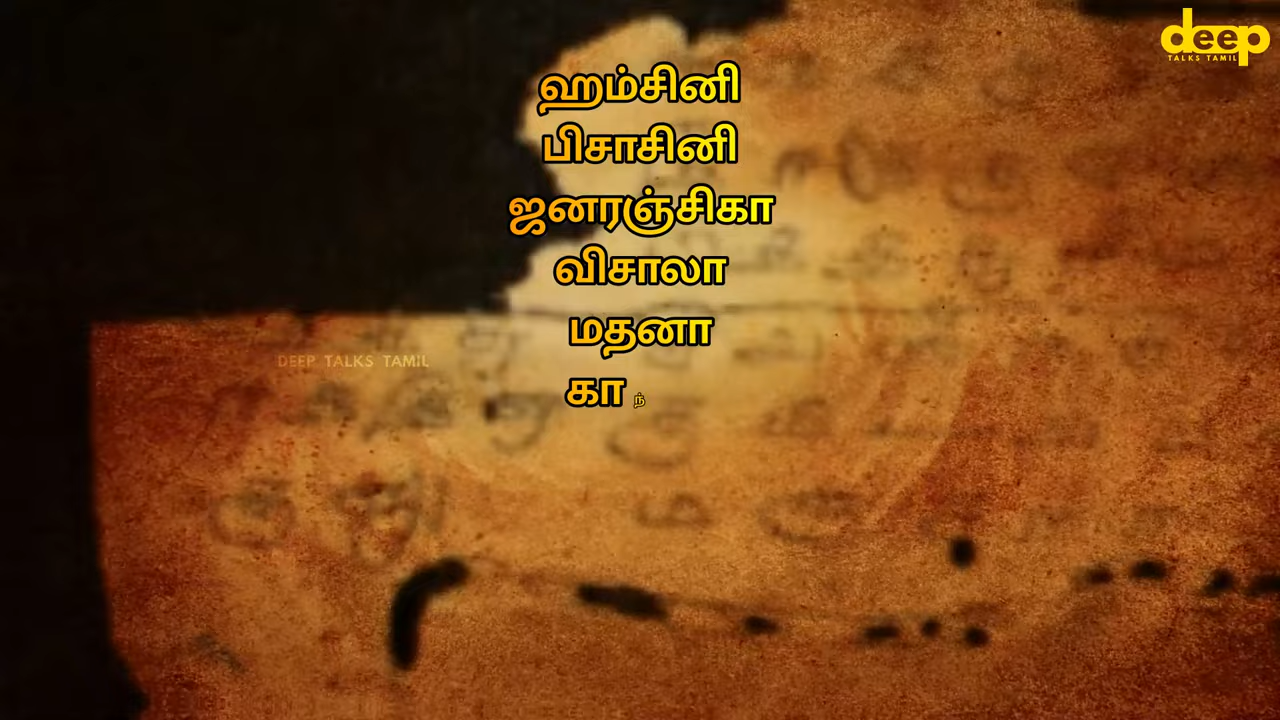 deep
TALKS TAMIL
ஹம்சினி
பிசாசினி
ஜனரஞ்சிகா
விசாலா
மதனா
காந்
DEEP TALKS TAMIL